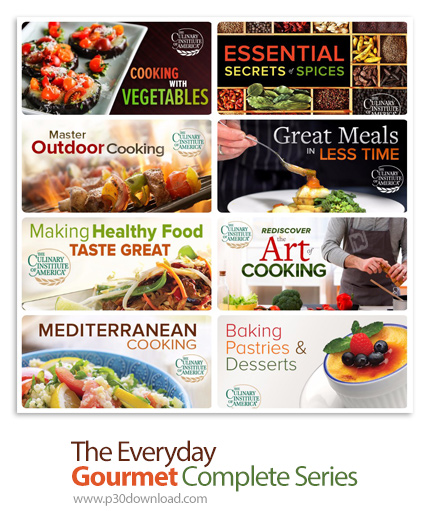 COOKING
WITH
VEGETABLES
THE
CULINARY
INSTITUTE
OF AMERICA
ESSENTIAL
SECRETS of SPICES
THE
CULINARY
INSTITUTE
OF AMERICA
Master
Outdoor Cooking
THE
CULINARY
INSTITUTE
OF AMERICA
Great Meals
IN LESS TIME
THE
CULINARY
INSTITUTE
OF AMERICA
Making Healthy Food
TASTE GREAT
THE
CULINARY
INSTITUTE
OF AMERICA
REDISCOVER
the
Art of
COOKING
THE
CULINARY
INSTITUTE
OF AMERICA
MEDITERRANEAN
COOKING
THE
CULINARY
INSTITUTE
OF AMERICA
Baking
Pastries &
Desserts
THE
CULINARY
INSTITUTE
OF AMERICA
The Everyday
Gourmet Complete Series
www.p30download.com